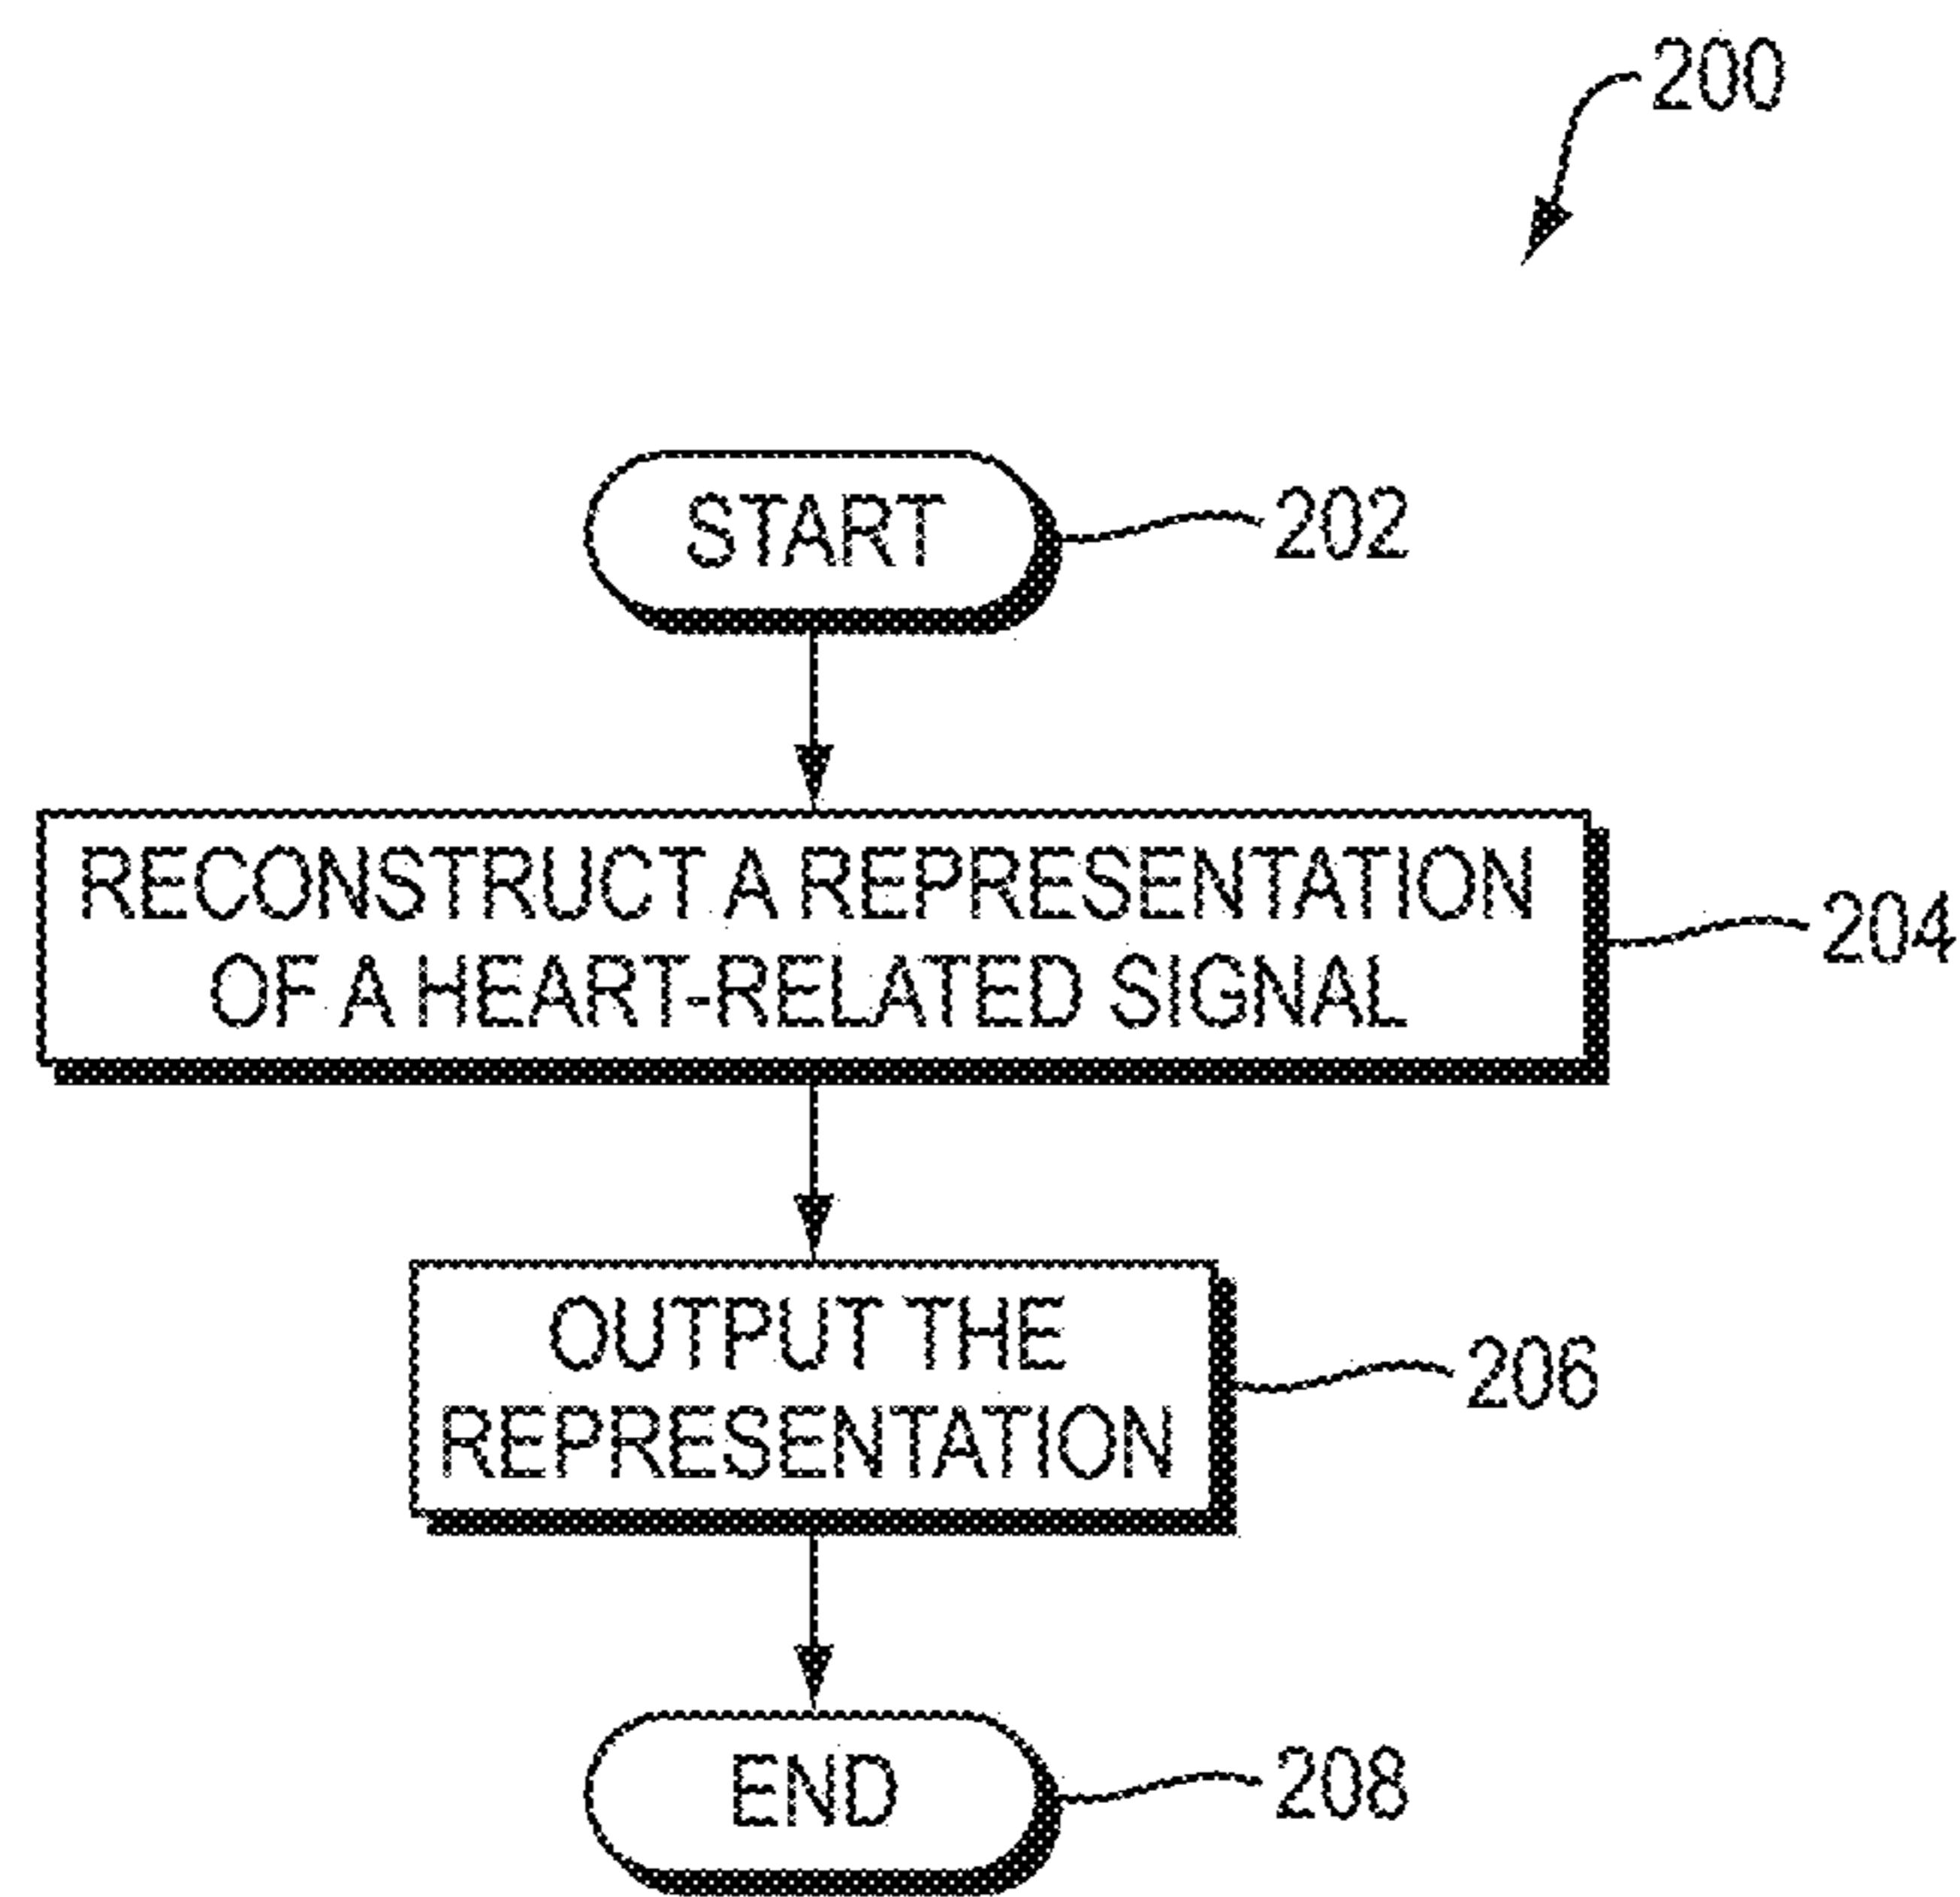 200
START
202
RECONSTRUCT A REPRESENTATION
OF A HEART-RELATED SIGNAL
204
OUTPUT THE
REPRESENTATION
206
END
208